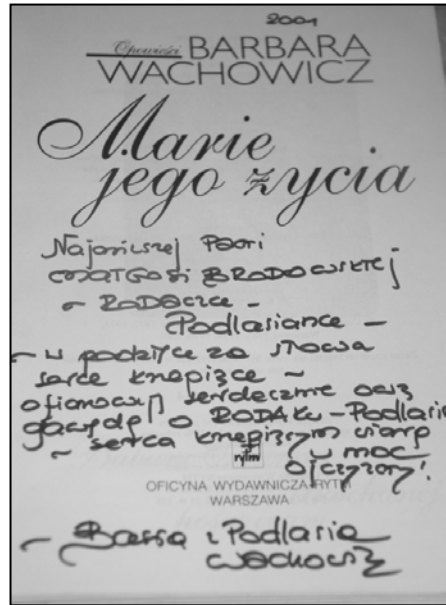 2001
Opowieści BARBARA
WACHOWICZ
Marie
jego życia
Najmilszej Pani
MAŁGOSI BRODOWSKIEJ
~ RODACZCE –
Podlasiance –
~ w podzięce za słowa
serce krzepiące ~
ofiarowuję serdecznie
gawędę o RODAKU – Podlasia
~ serca krzepiącym wiarą
w moc
Ojczyzny!
rytm
OFICYNA WYDAWNICZA RYTM
WARSZAWA
~ Basia z Podlasia
Wachowicz